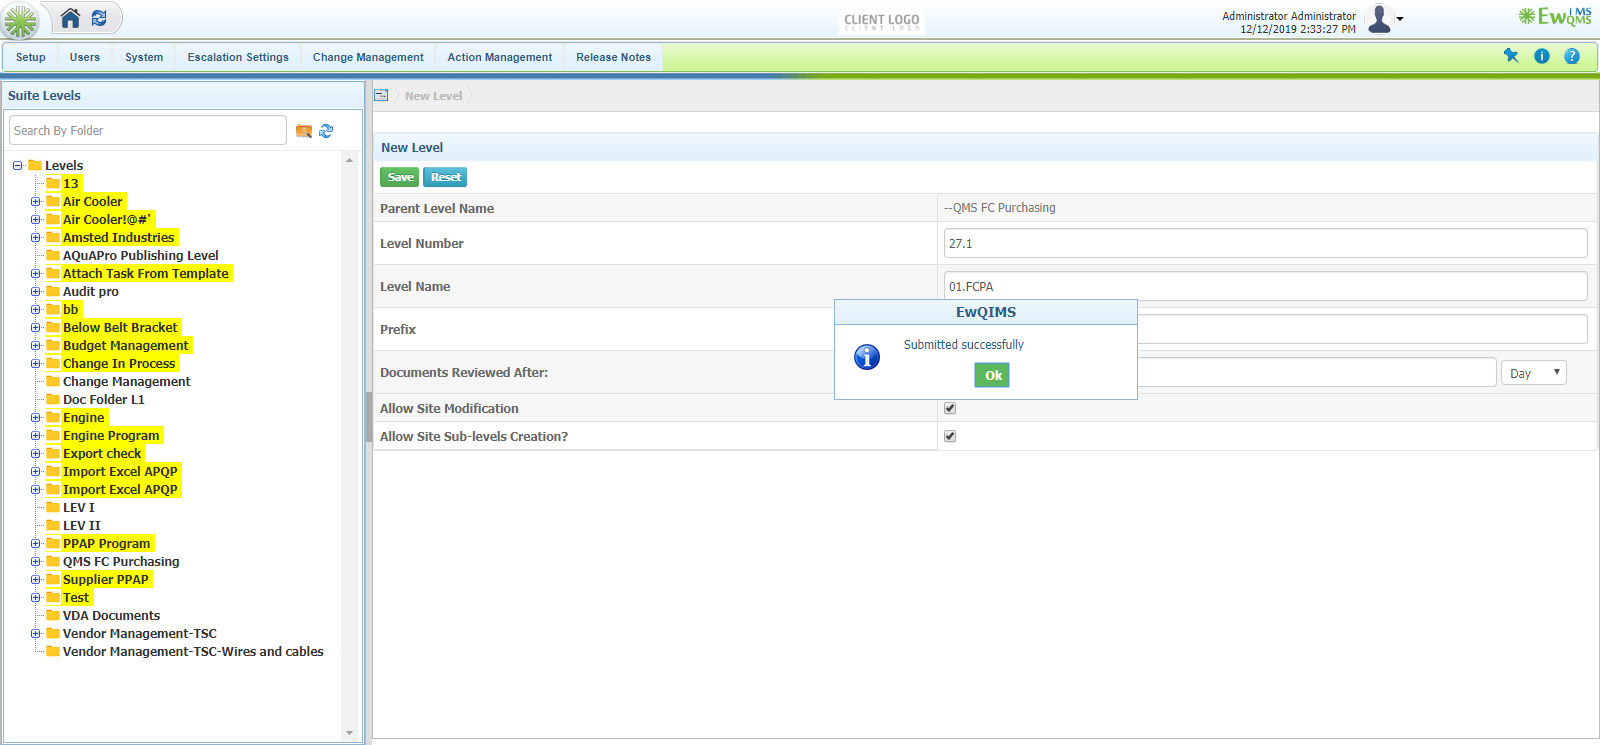 CLIENT LOGO
CLIENT LOGO
Administrator Administrator
12/12/2019 2:33:27 PM
EwQIMS
QMS
Setup
Users
System
Escalation Settings
Change Management
Action Management
Release Notes
Suite Levels
Search By Folder
Levels
13
Air Cooler
Air Cooler!@#'
Amsted Industries
AQuAPro Publishing Level
Attach Task From Template
Audit pro
bb
Below Belt Bracket
Budget Management
Change In Process
Change Management
Doc Folder L1
Engine
Engine Program
Export check
Import Excel APQP
Import Excel APQP
LEV I
LEV II
PPAP Program
QMS FC Purchasing
Supplier PPAP
Test
VDA Documents
Vendor Management-TSC
Vendor Management-TSC-Wires and cables
New Level
New Level
Save
Reset
Parent Level Name
--QMS FC Purchasing
Level Number
27.1
Level Name
01.FCPA
Prefix
Documents Reviewed After:
Day
Allow Site Modification
Allow Site Sub-levels Creation?
EwQIMS
Submitted successfully
Ok